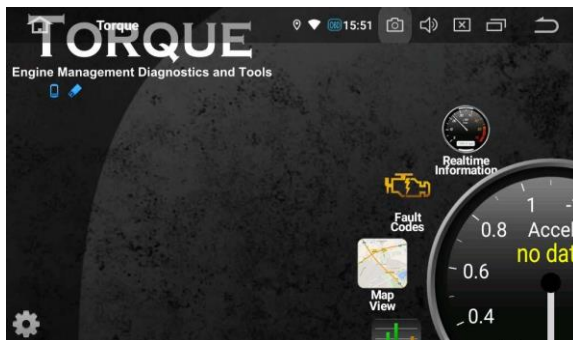 Torque
15:51
TORQUE
Engine Management Diagnostics and Tools
Realtime
Information
Fault
Codes
Map
View
1
0.8
Accel
no dat
0.6
0.4